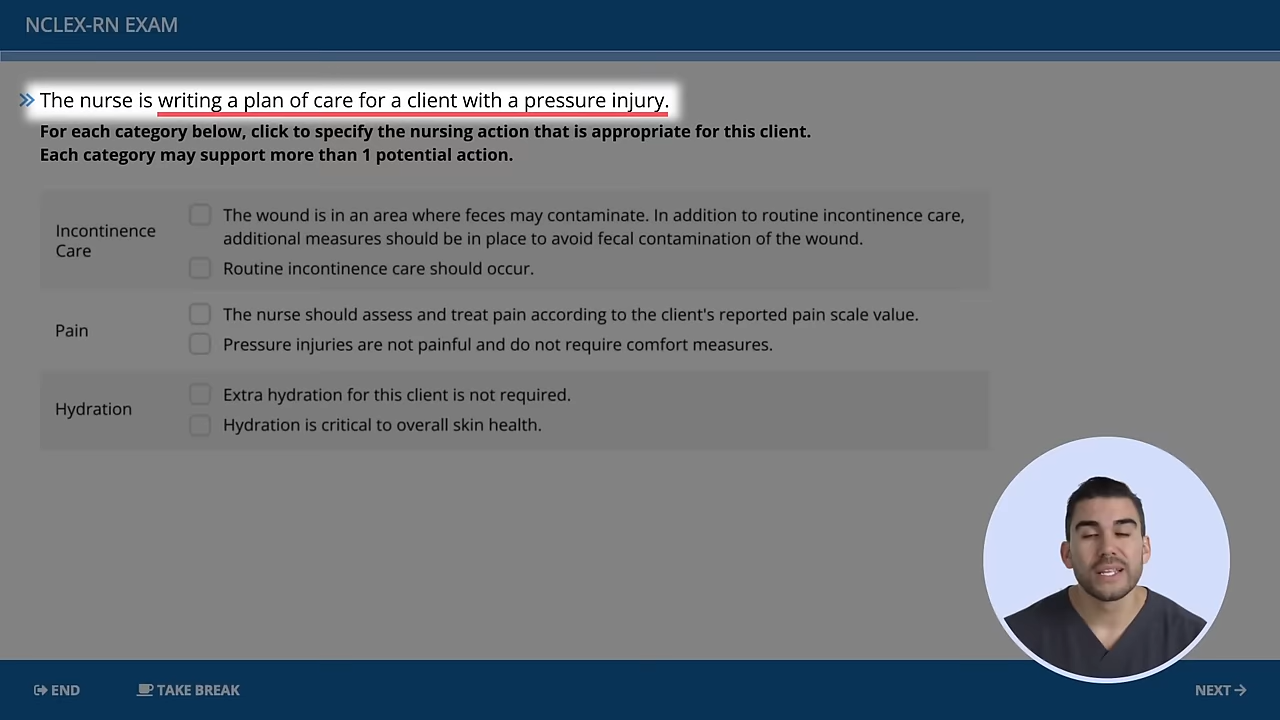 NCLEX-RN EXAM
The nurse is writing a plan of care for a client with a pressure injury.
For each category below, click to specify the nursing action that is appropriate for this client.
Each category may support more than 1 potential action.
Incontinence
Care
The wound is in an area where feces may contaminate. In addition to routine incontinence care,
additional measures should be in place to avoid fecal contamination of the wound.
Routine incontinence care should occur.
Pain
The nurse should assess and treat pain according to the client's reported pain scale value.
Pressure injuries are not painful and do not require comfort measures.
Hydration
Extra hydration for this client is not required.
Hydration is critical to overall skin health.
END
TAKE BREAK
NEXT